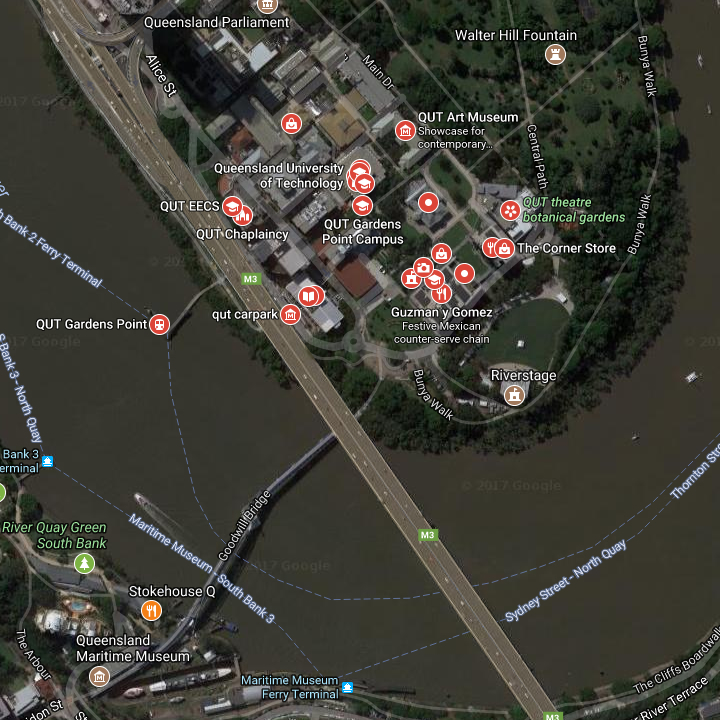 Queensland Parliament
Walter Hill Fountain
Bunya Walk
Alice St
Main Dr
© 2017 Google
QUT Art Museum
Showcase for
contemporary...
Central Path
Queensland University
of Technology
QUT theatre
botanical gardens
QUT EECS
QUT Gardens
Point Campus
QUT Chaplaincy
Bank 2 Ferry Terminal
The Corner Store
Bunya Walk
M3
qut carpark
QUT Gardens Point
Guzman y Gomez
Festive Mexican
counter-serve chain
Bank 3 - North Quay
Riverstage
Bunya Walk
Bank 3
Thornton
© 2017 Google
Goodwill Bridge
River Quay Green
South Bank
Maritime Museum - South Bank 3
M3
Sydney Street - North Quay
Stokehouse Q
Queensland
Maritime Museum
The Arbour
Maritime Museum
Ferry Terminal
The Cliffs Boardwalk
River Terrace
M3